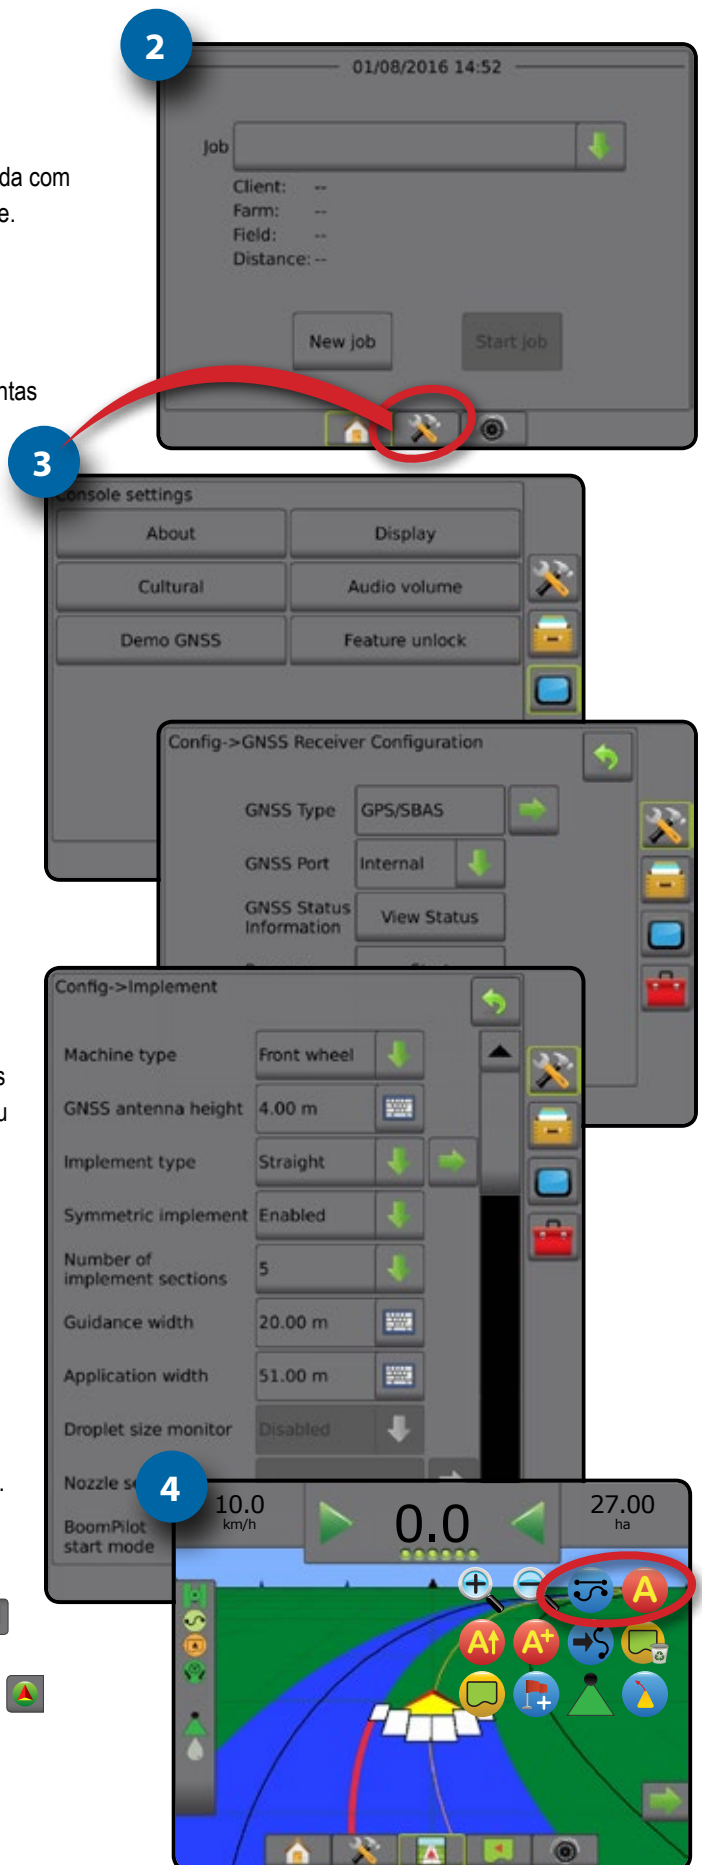 2
01/08/2016 14:52
Job
da com
Client: --
e.
Farm: --
Field: --
Distance: --
New job
Start job
ntas
3
Console settings
About
Display
Cultural
Audio volume
Demo GNSS
Feature unlock
Config->GNSS Receiver Configuration
GNSS Type
GPS/SBAS
GNSS Port
Internal
GNSS Status
Information
View Status
Config->Implement
Machine type
Front wheel
s
GNSS antenna height
4.00 m
u
Implement type
Straight
Symmetric implement
Enabled
Number of
implement sections
5
Guidance width
20.00 m
Application width
51.00 m
Droplet size monitor
Disabled
Nozzle se
.
4
BoomPilot
start mode
10.0
km/h
0.0
27.00
ha
A
A
A+